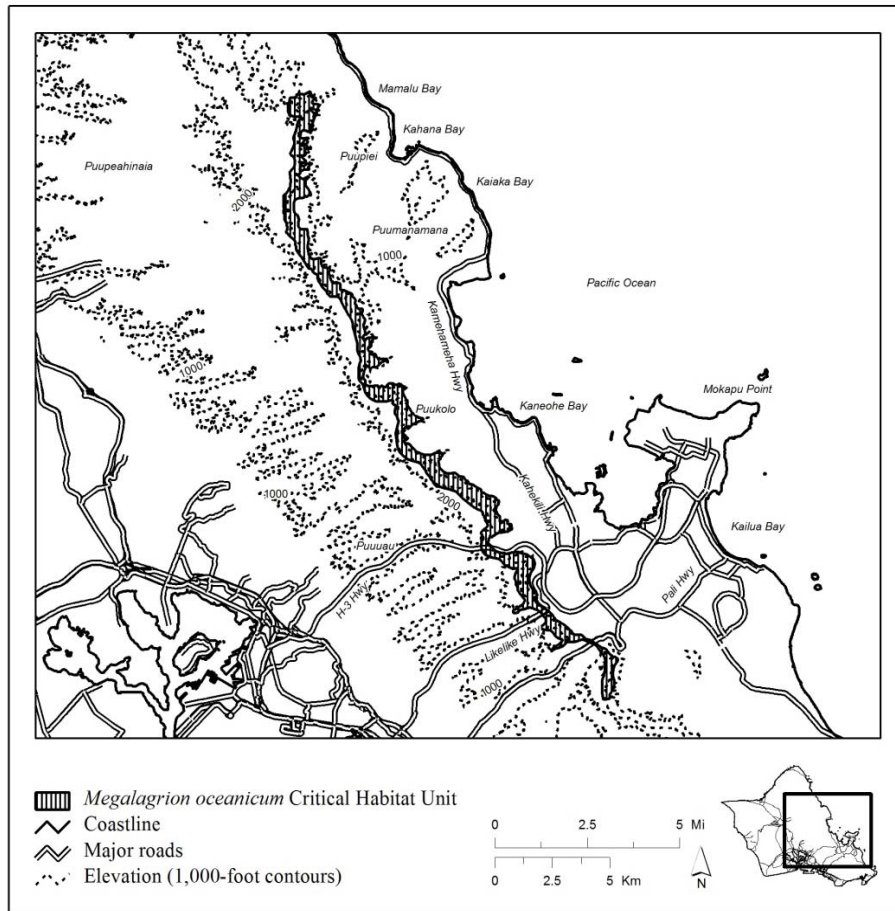 Mamalu Bay
Kahana Bay
Puupiei
Kaiaka Bay
Puupeahinaia
2000
Puumanamana
1000
Pacific Ocean
Kamehameha Hwy
1000
Mokapu Point
Puukolo
Kaneohe Bay
1000
2000
Kahekili Hwy
Kailua Bay
Puuuau
H-3 Hwy
Pali Hwy
Likelike Hwy
1000
Megalagrion oceanicum Critical Habitat Unit
Coastline
Major roads
Elevation (1,000-foot contours)
0 2.5 5 Mi
0 2.5 5 Km
N